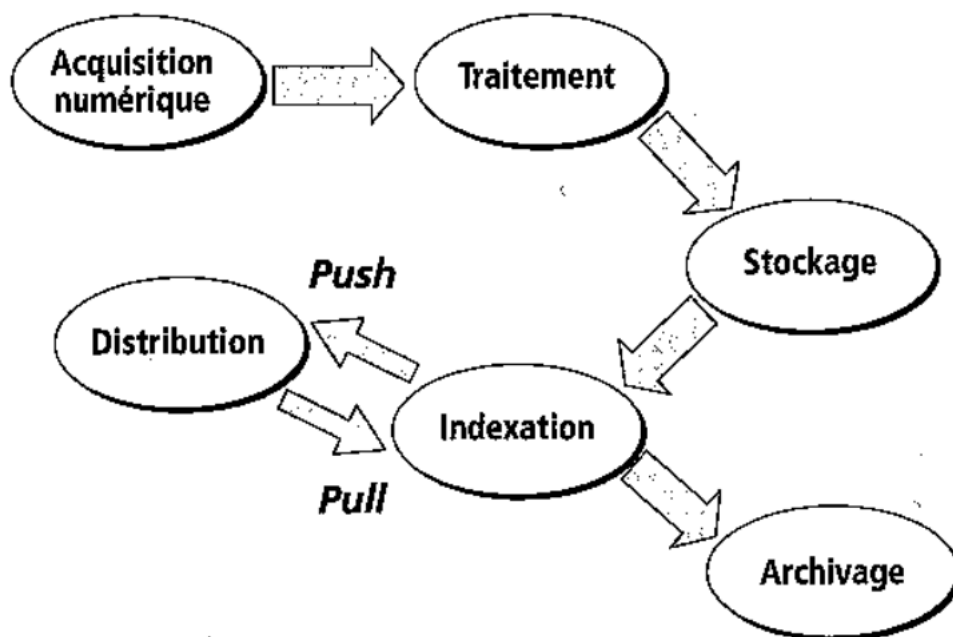 Acquisition
numérique
Traitement
Stockage
Push
Distribution
Indexation
Pull
Archivage